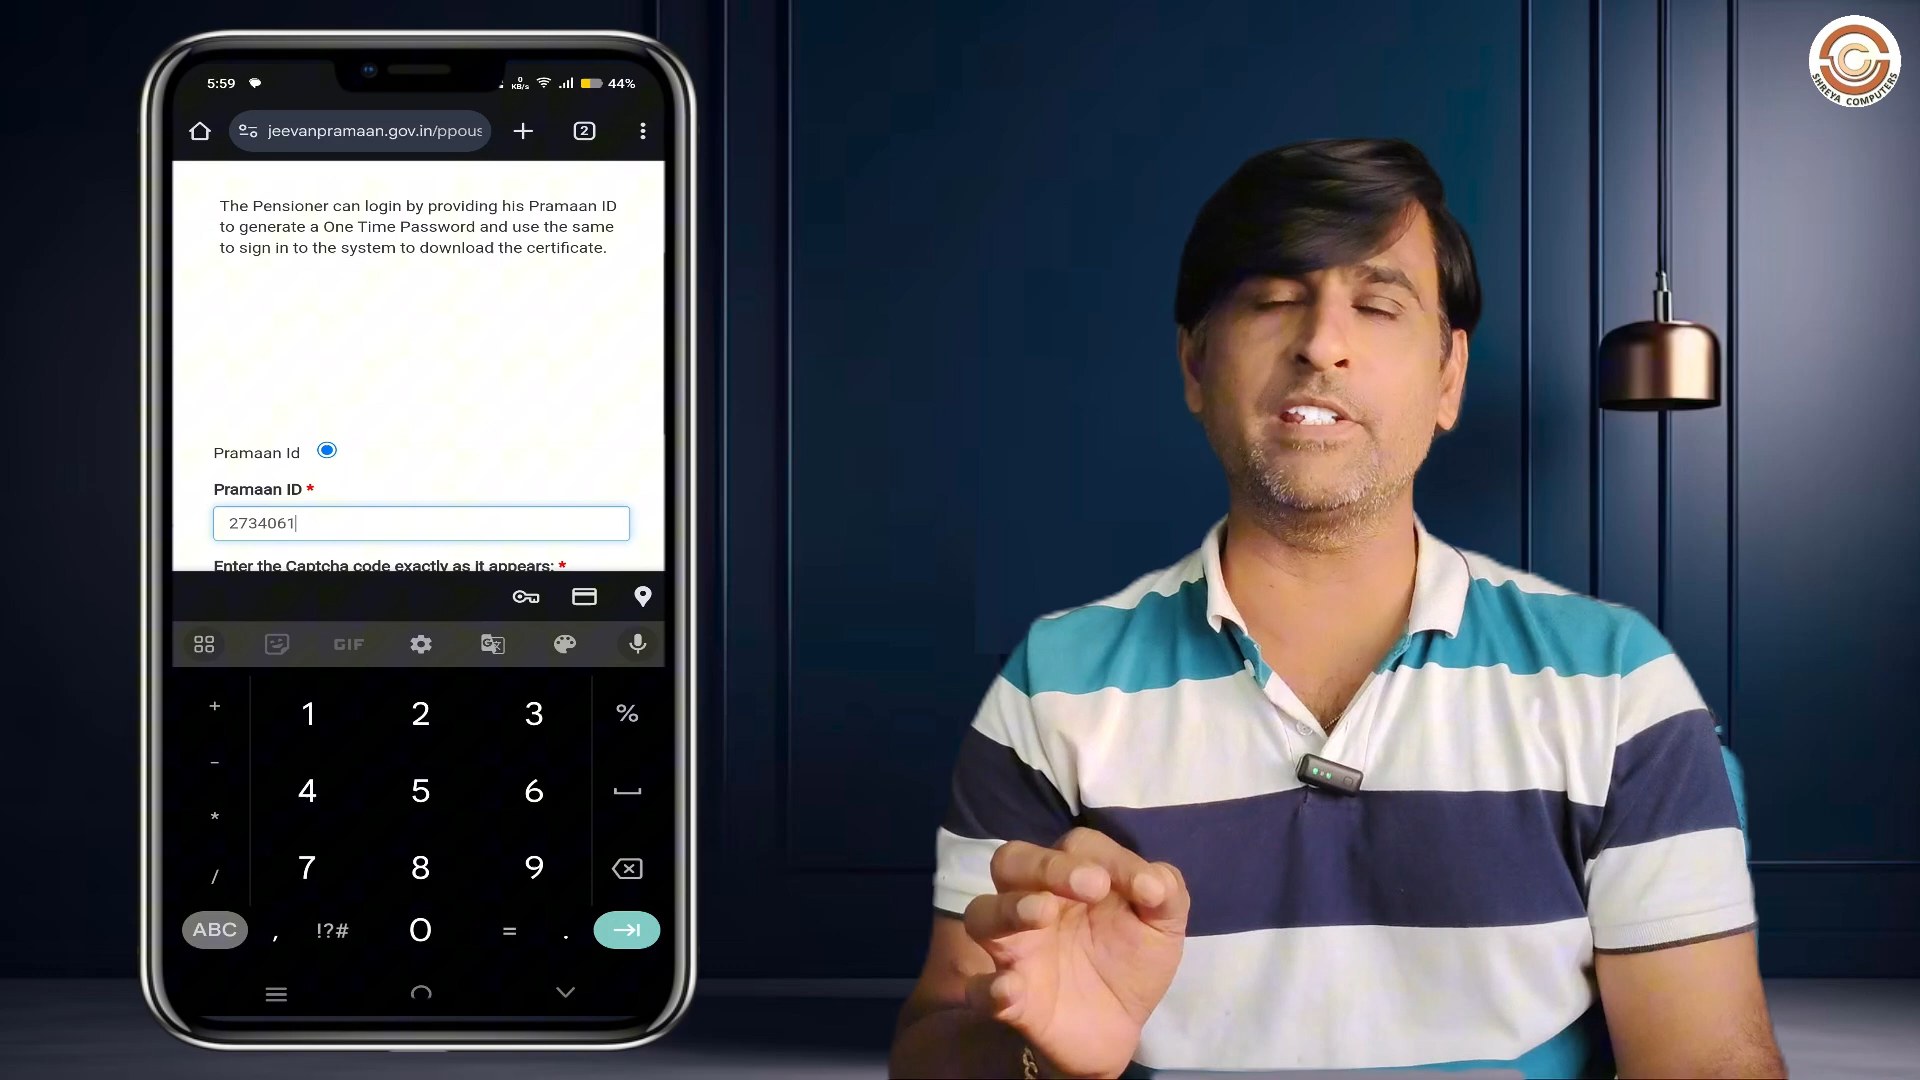 5:59
0
KB/s
44%
jeevanpramaan.gov.in/ppous
2
The Pensioner can login by providing his Pramaan ID
to generate a One Time Password and use the same
to sign in to the system to download the certificate.
Pramaan Id
Pramaan ID *
2734061
Enter the Captcha code exactly as it appears: *
GIF
+ 1 2 3 %
- 4 5 6
* 7 8 9
/
ABC , !?# 0 = .
SHREYA COMPUTERS